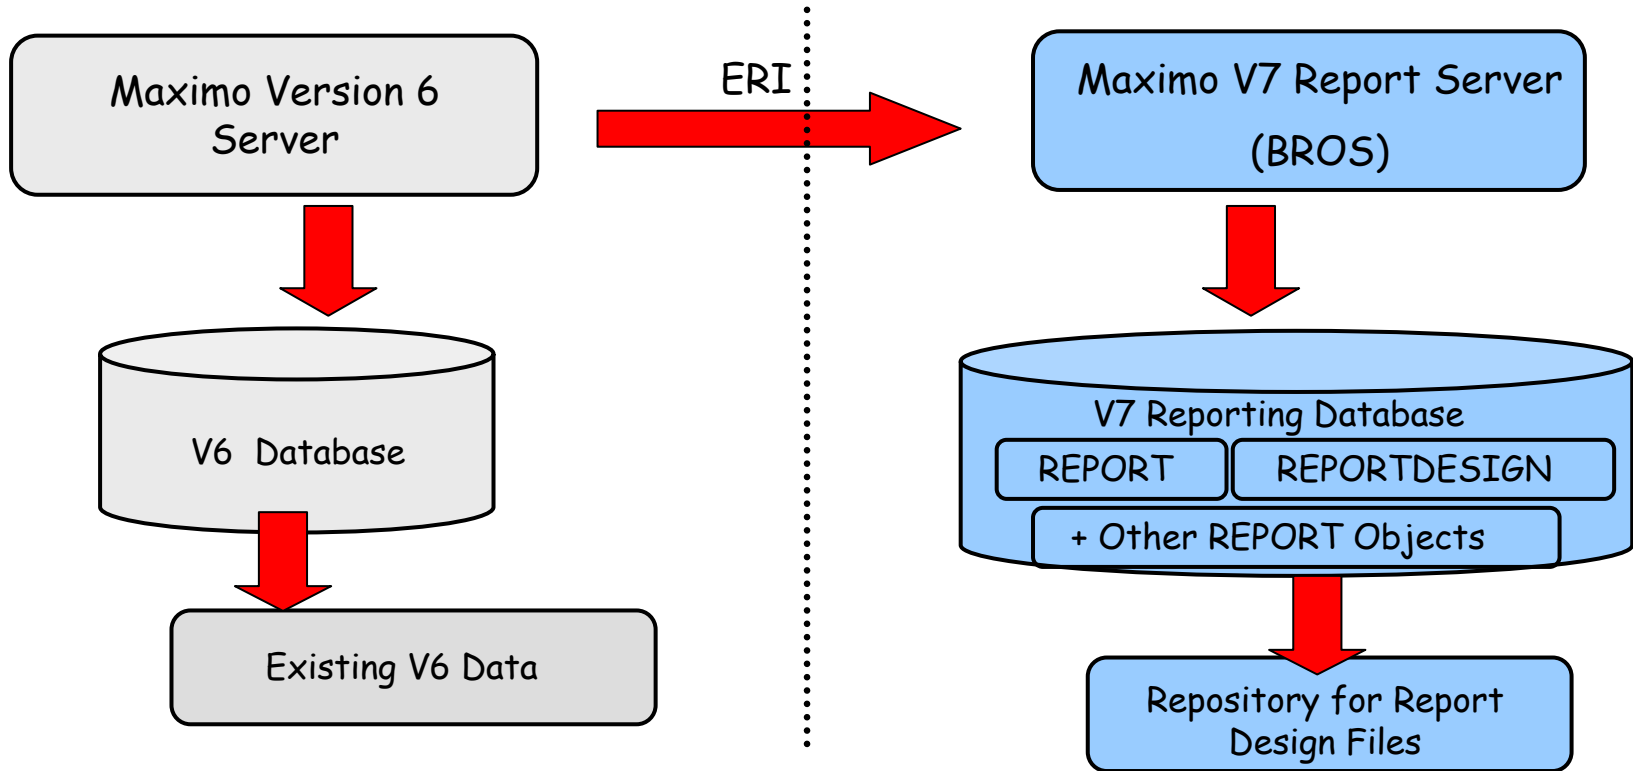 Maximo Version 6
Server
ERI
Maximo V7 Report Server
(BROS)
V6 Database
Existing V6 Data
V7 Reporting Database
REPORT
REPORTDESIGN
+ Other REPORT Objects
Repository for Report
Design Files